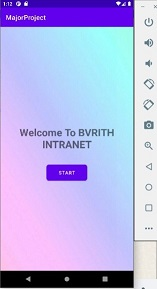 1:12
MajorProject
Welcome To BVRITH
INTRANET
START